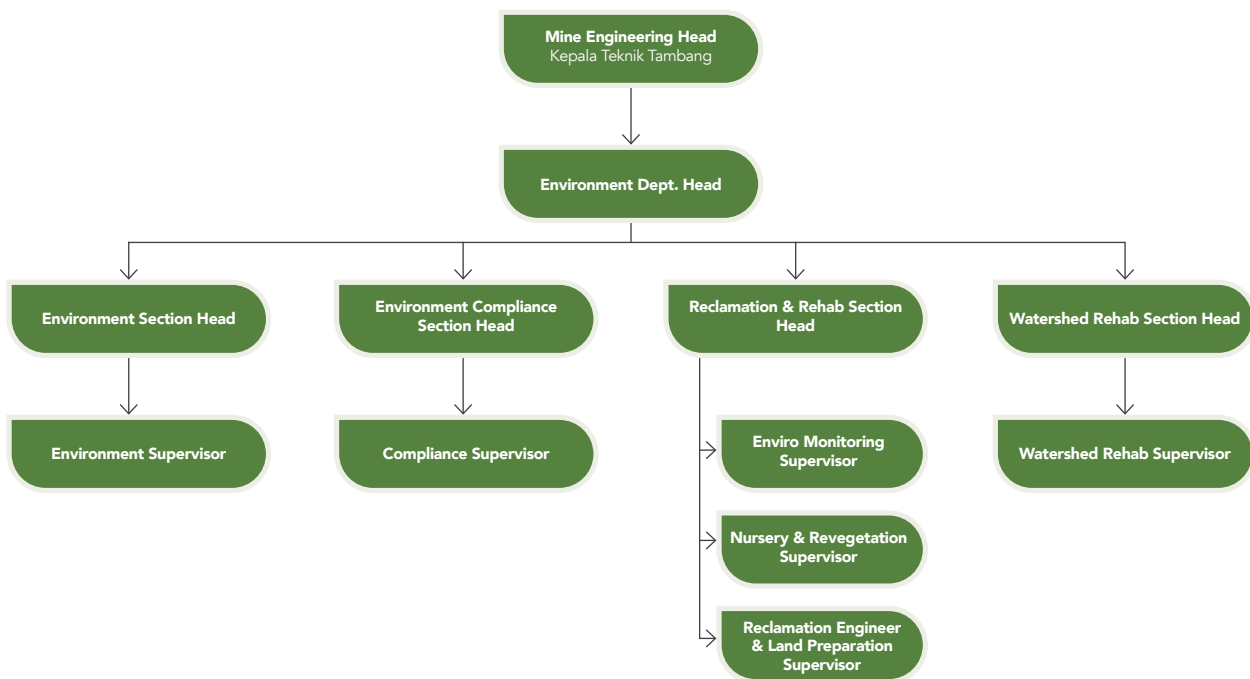 Mine Engineering Head
Kepala Teknik Tambang
Environment Dept. Head
Environment Section Head
Environment Compliance
Section Head
Reclamation & Rehab Section
Head
Watershed Rehab Section Head
Environment Supervisor
Compliance Supervisor
Enviro Monitoring
Supervisor
Watershed Rehab Supervisor
Nursery & Revegetation
Supervisor
Reclamation Engineer
& Land Preparation
Supervisor